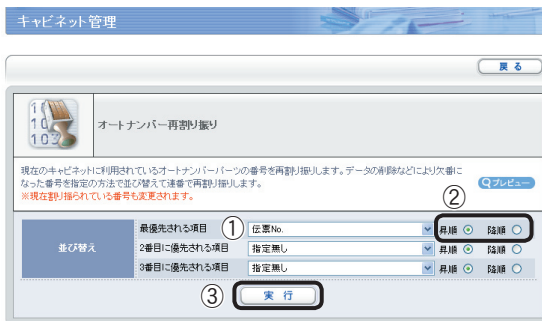 キャビネット管理
戻る
オートナンバー再割り振り
現在のキャビネットに利用されているオートナンバーパーツの番号を再割り振りします。データの削除などにより欠番に
なった番号を指定の方法で並び替えて連番で再割り振りします。
※現在割り振られている番号も変更されます。
プレビュー
②
並び替え
最優先される項目 ① 伝票No. 昇順 降順
2番目に優先される項目 指定無し 昇順 降順
3番目に優先される項目 指定無し 昇順 降順
③ 実行